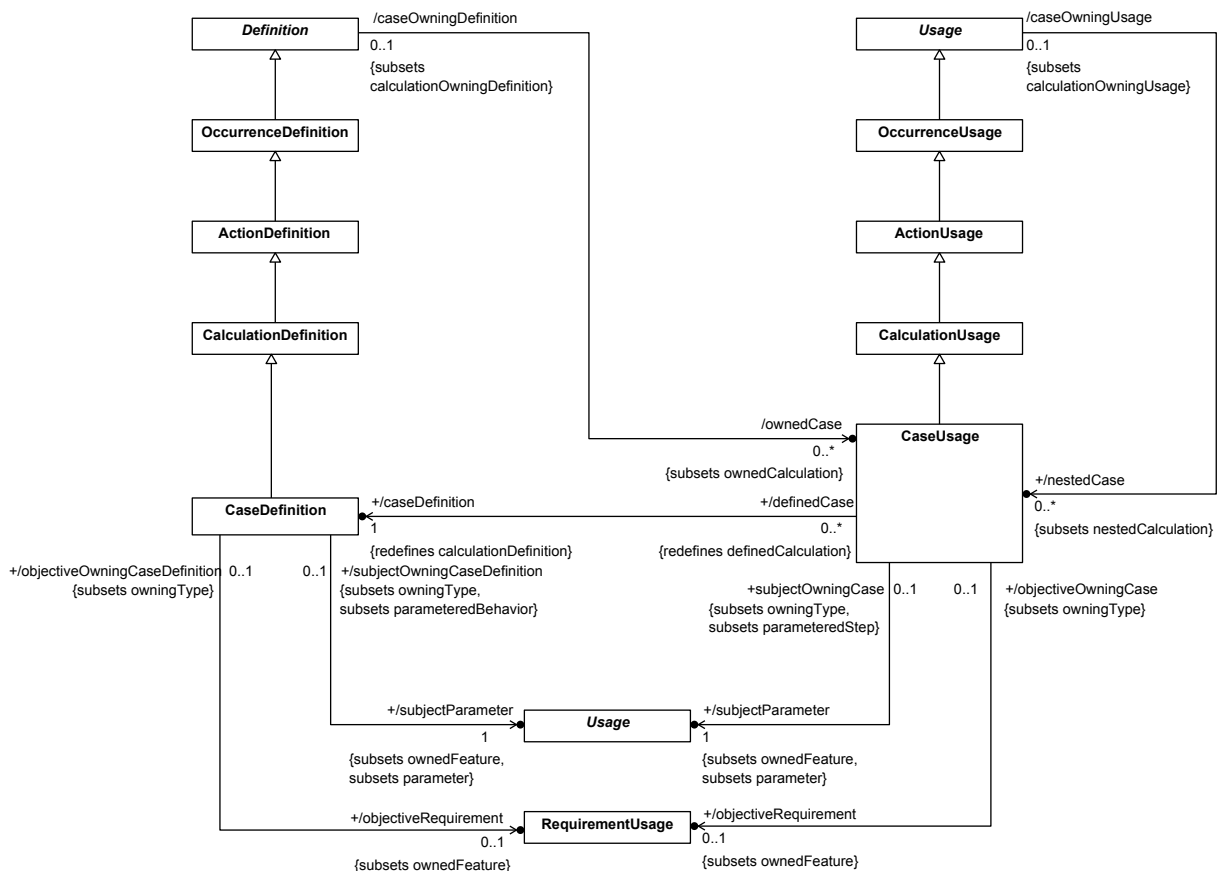 /caseOwningDefinition
Definition
0..1
{subsets
calculationOwningDefinition}
/caseOwningUsage
Usage
0..1
{subsets
calculationOwningUsage}
OccurrenceDefinition
OccurrenceUsage
ActionDefinition
ActionUsage
CalculationDefinition
CalculationUsage
/ownedCase
0..*
{subsets ownedCalculation}
CaseUsage
+/nestedCase
0..*
{subsets nestedCalculation}
CaseDefinition
+/caseDefinition
1
{redefines calculationDefinition}
+/definedCase
0..*
{redefines definedCalculation}
+/objectiveOwningCaseDefinition
0..1
{subsets owningType}
0..1
+/subjectOwningCaseDefinition
{subsets owningType,
subsets parameteredBehavior}
+subjectOwningCase
0..1
{subsets owningType,
subsets parameteredStep}
0..1
+/objectiveOwningCase
{subsets owningType}
+/subjectParameter
1
{subsets ownedFeature,
subsets parameter}
Usage
+/subjectParameter
1
{subsets ownedFeature,
subsets parameter}
+/objectiveRequirement
0..1
{subsets ownedFeature}
RequirementUsage
+/objectiveRequirement
0..1
{subsets ownedFeature}